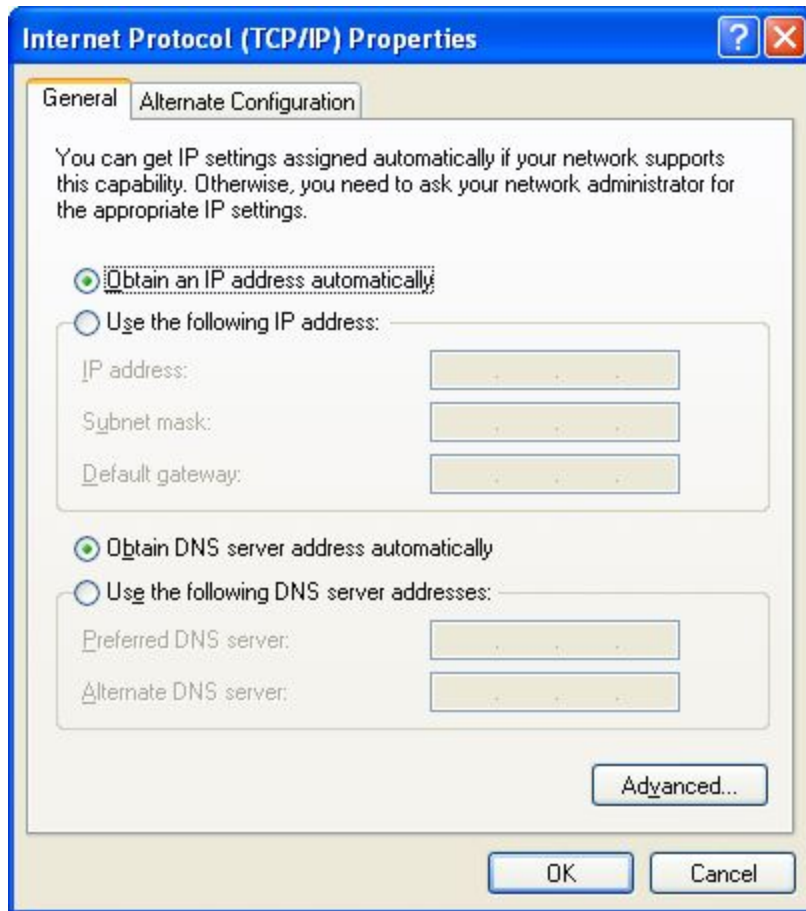 Internet Protocol (TCP/IP) Properties
General
Alternate Configuration
You can get IP settings assigned automatically if your network supports
this capability. Otherwise, you need to ask your network administrator for
the appropriate IP settings.
Obtain an IP address automatically
Use the following IP address:
IP address:
Subnet mask:
Default gateway:
Obtain DNS server address automatically
Use the following DNS server addresses:
Preferred DNS server:
Alternate DNS server:
Advanced...
OK
Cancel